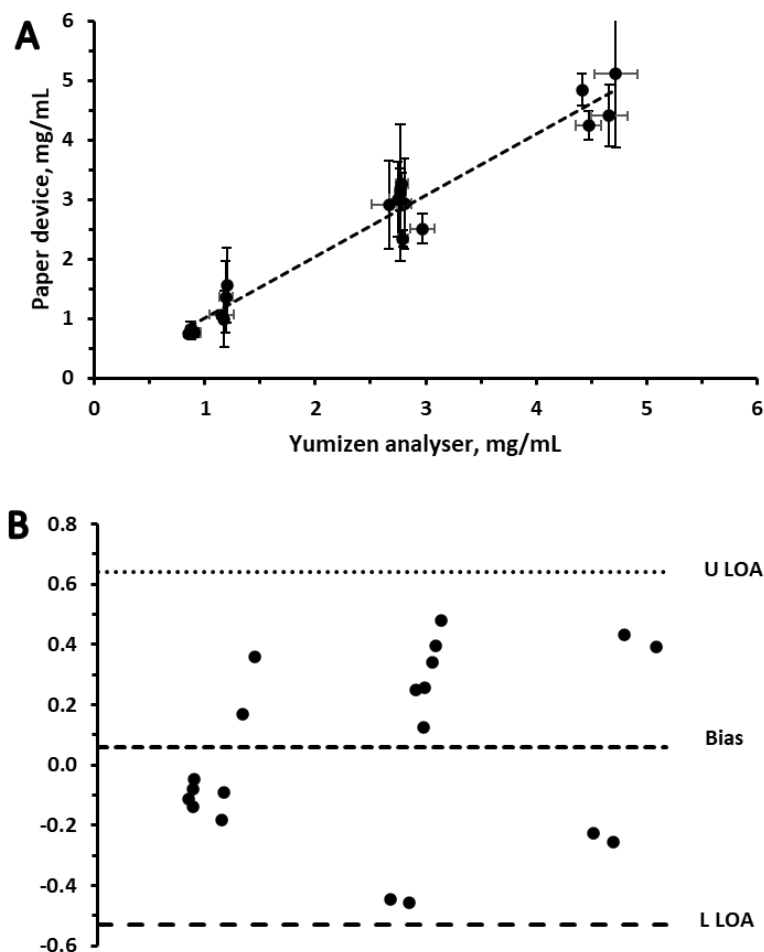 A
6
5
4
3
2
1
0
Paper device, mg/mL
0 1 2 3 4 5 6
Yumizen analyser, mg/mL
B
0.8
0.6
0.4
0.2
0.0
-0.2
-0.4
-0.6
U LOA
Bias
L LOA